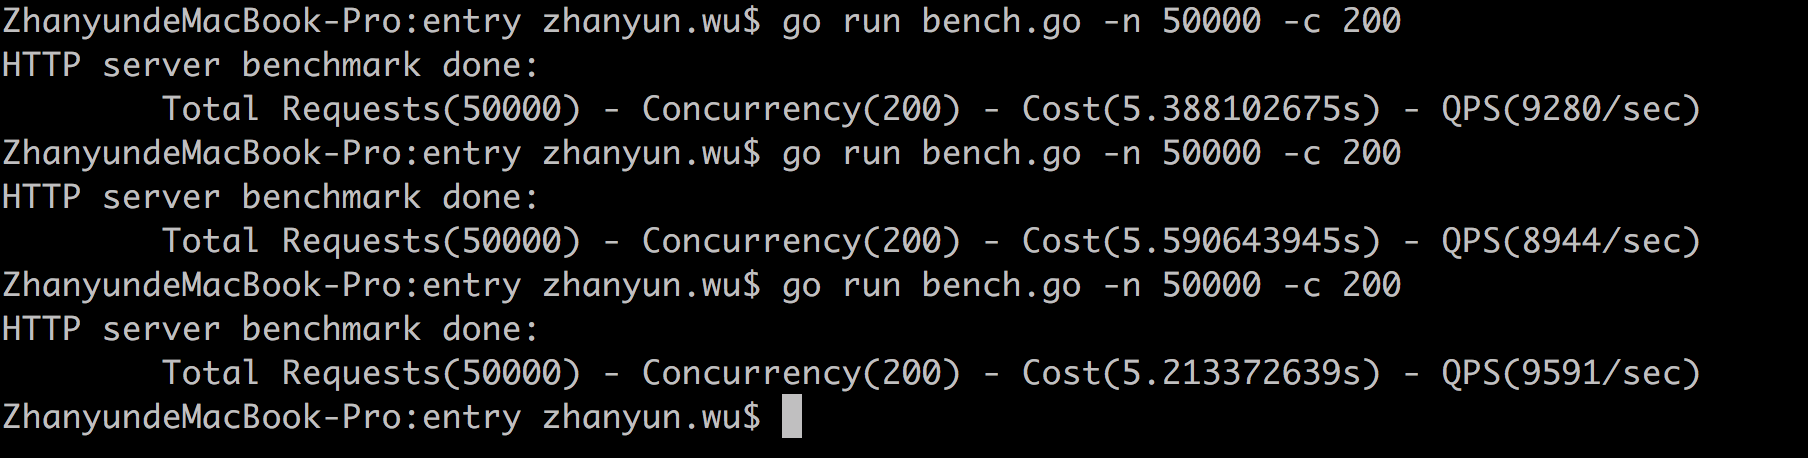 ZhanyundeMacBook-Pro:entry zhanyun.wu$ go run bench.go -n 50000 -c 200
HTTP server benchmark done:
        Total Requests(50000) - Concurrency(200) - Cost(5.388102675s) - QPS(9280/sec)
ZhanyundeMacBook-Pro:entry zhanyun.wu$ go run bench.go -n 50000 -c 200
HTTP server benchmark done:
        Total Requests(50000) - Concurrency(200) - Cost(5.590643945s) - QPS(8944/sec)
ZhanyundeMacBook-Pro:entry zhanyun.wu$ go run bench.go -n 50000 -c 200
HTTP server benchmark done:
        Total Requests(50000) - Concurrency(200) - Cost(5.213372639s) - QPS(9591/sec)
ZhanyundeMacBook-Pro:entry zhanyun.wu$